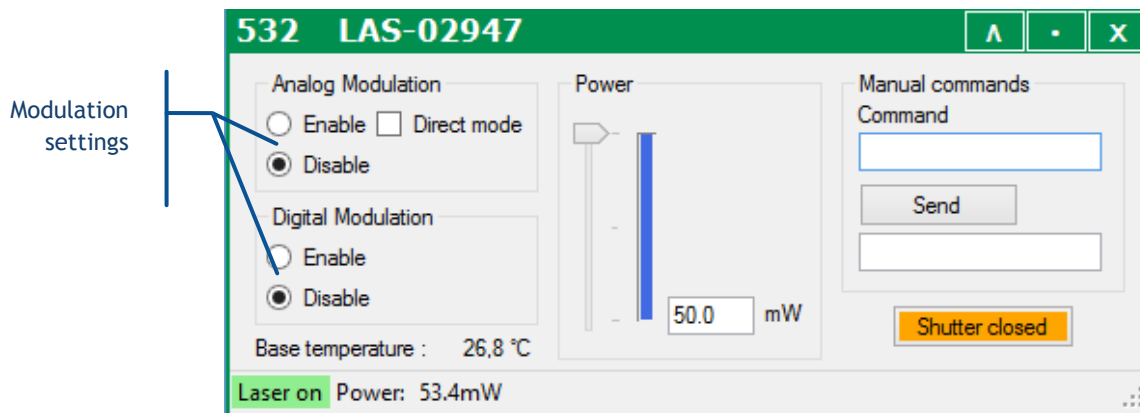 532 LAS-02947
Λ · X
Modulation
settings
Analog Modulation
Enable Direct mode
Disable
Digital Modulation
Enable
Disable
Base temperature : 26,8 °C
Power
50.0 mW
Manual commands
Command
Send
Shutter closed
Laser on Power: 53.4mW